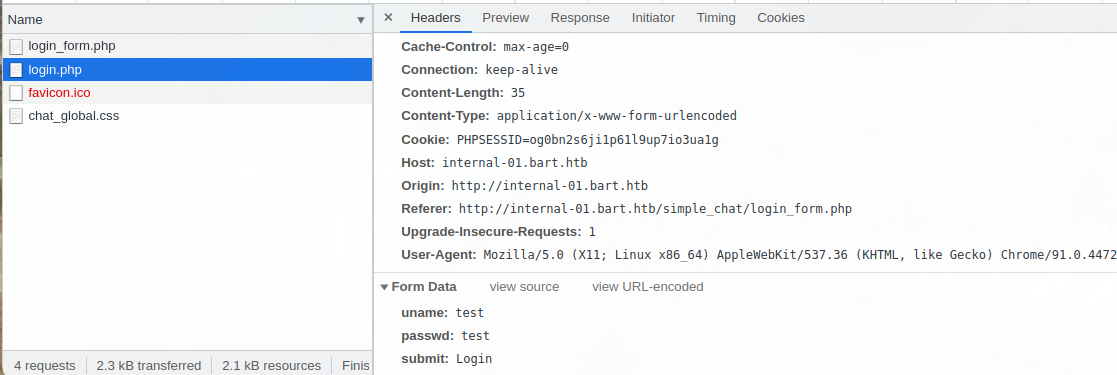 Name
login_form.php
login.php
favicon.ico
chat_global.css
4 requests 2.3 kB transferred 2.1 kB resources Finis
× Headers Preview Response Initiator Timing Cookies
Cache-Control: max-age=0
Connection: keep-alive
Content-Length: 35
Content-Type: application/x-www-form-urlencoded
Cookie: PHPSESSID=og0bn2s6ji1p61l9up7io3ua1g
Host: internal-01.bart.htb
Origin: http://internal-01.bart.htb
Referer: http://internal-01.bart.htb/simple_chat/login_form.php
Upgrade-Insecure-Requests: 1
User-Agent: Mozilla/5.0 (X11; Linux x86_64) AppleWebKit/537.36 (KHTML, like Gecko) Chrome/91.0.4472
Form Data view source view URL-encoded
uname: test
passwd: test
submit: Login